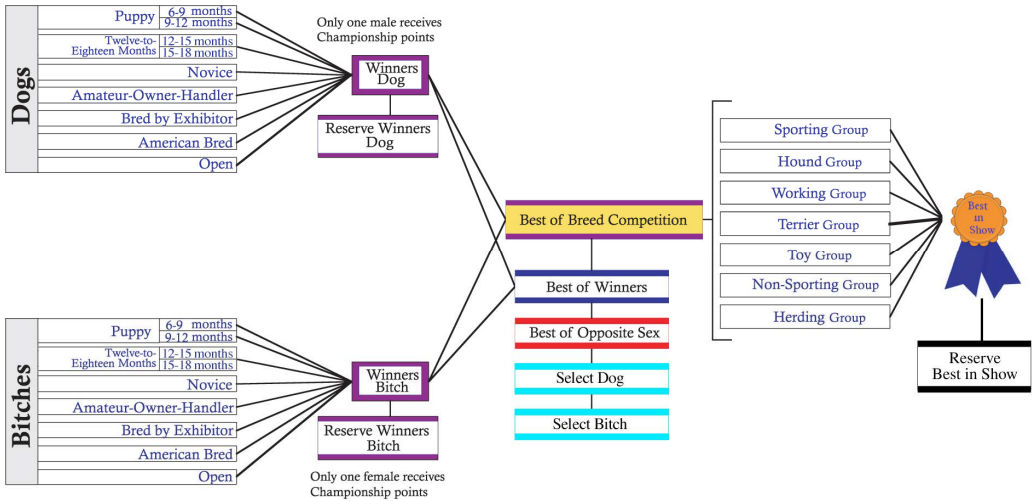 Dogs
Puppy
6-9 months
9-12 months
Twelve-to-
Eighteen Months
12-15 months
15-18 months
Novice
Amateur-Owner-Handler
Bred by Exhibitor
American Bred
Open
Only one male receives
Championship points
Winners
Dog
Reserve Winners
Dog
Bitches
Puppy
6-9 months
9-12 months
Twelve-to-
Eighteen Months
12-15 months
15-18 months
Novice
Amateur-Owner-Handler
Bred by Exhibitor
American Bred
Open
Winners
Bitch
Reserve Winners
Bitch
Only one female receives
Championship points
Best of Breed Competition
Best of Winners
Best of Opposite Sex
Select Dog
Select Bitch
Sporting Group
Hound Group
Working Group
Terrier Group
Toy Group
Non-Sporting Group
Herding Group
Best
in
Show
Reserve
Best in Show